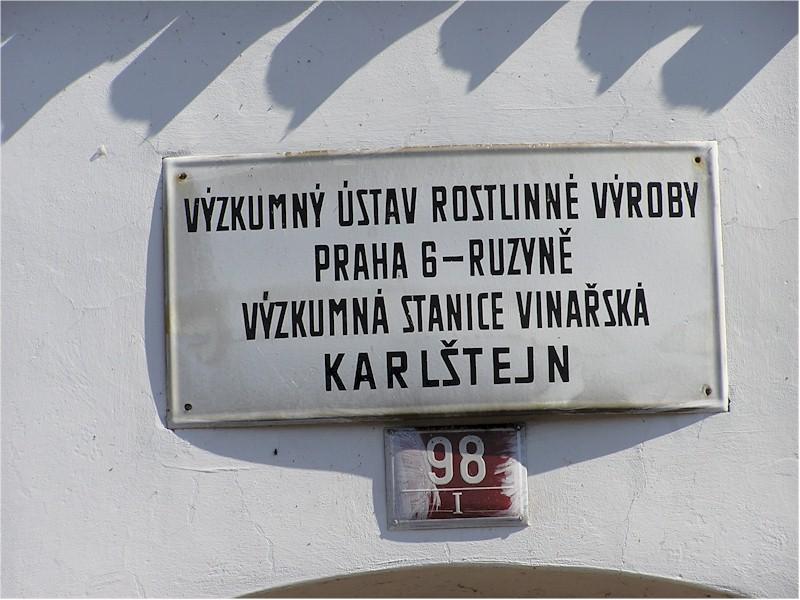 VÝZKUMNÝ ÚSTAV ROSTLINNÉ VÝROBY
PRAHA 6 – RUZYNĚ
VÝZKUMNÁ STANICE VINAŘSKÁ
KARLŠTEJN
98
I